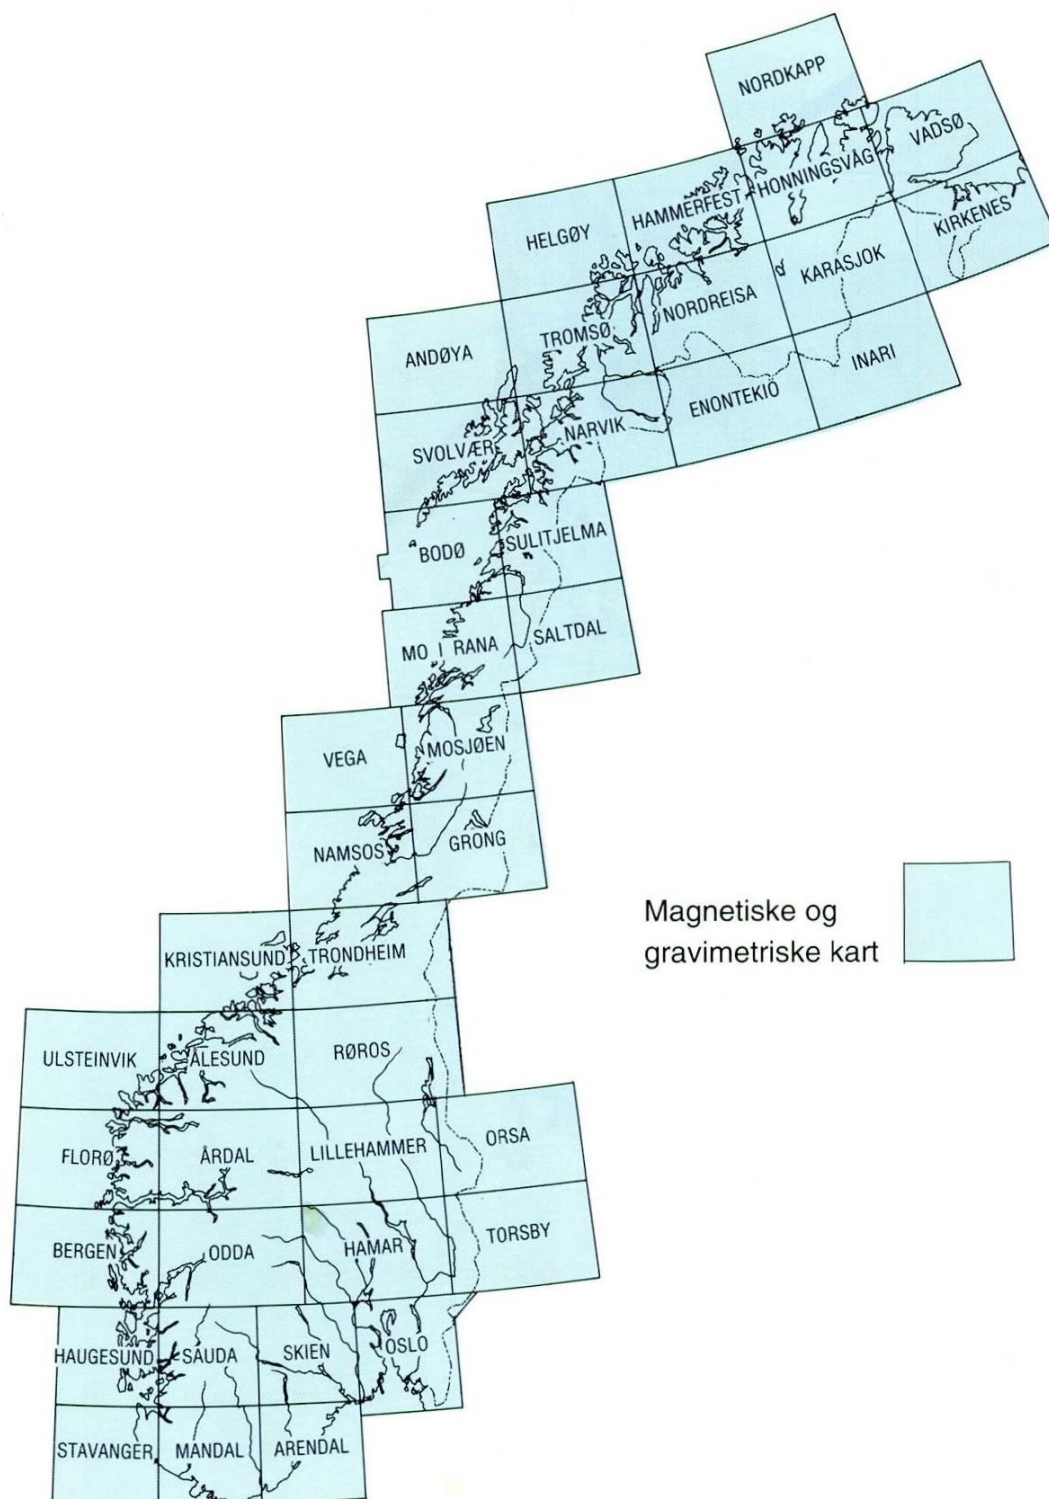 NORDKAPP
VADSØ
HONNINGSVÅG
HAMMERFEST
KIRKENES
HELGØY
KARASJOK
NORDREISA
TROMSØ
ANDØYA
INARI
ENONTEKIÖ
NARVIK
SVOLVÆR
SULITJELMA
BODØ
SALTDAL
MO I RANA
MOSJØEN
VEGA
GRONG
NAMSOS
Magnetiske og
gravimetriske kart
KRISTIANSUND
TRONDHEIM
ULSTEINVIK
ÅLESUND
RØROS
FLORØ
ÅRDAL
LILLEHAMMER
ORSA
BERGEN
ODDA
HAMAR
TORSBY
HAUGESUND
SAUDA
SKIEN
OSLO
STAVANGER
MANDAL
ARENDAL